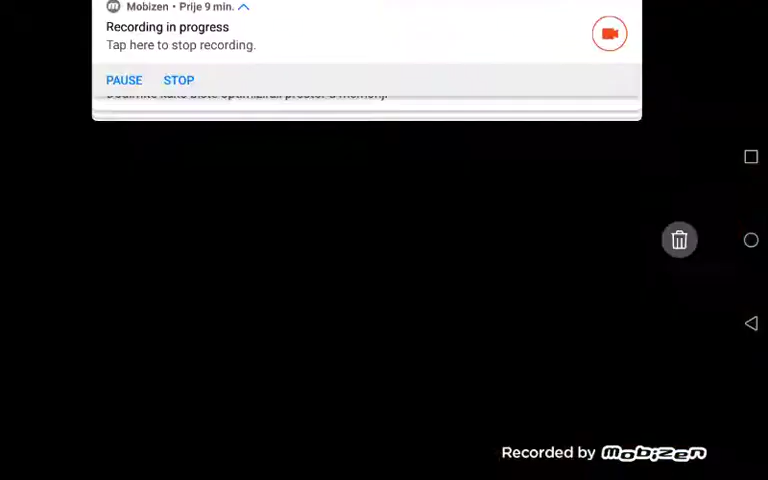 Mobizen • Prije 9 min.
Recording in progress
Tap here to stop recording.
PAUSE STOP
Recorded by mobizen